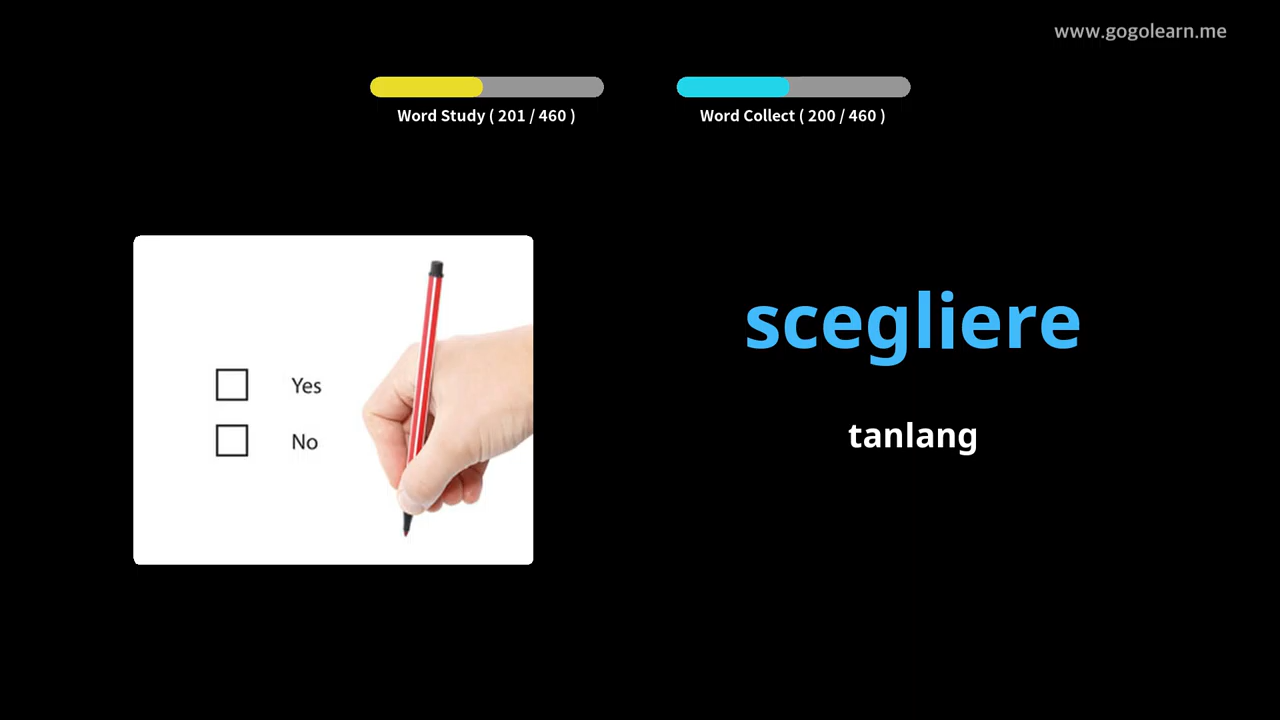 www.gogolearn.me
Word Study ( 201 / 460 )
Word Collect ( 200 / 460 )
scegliere
tanlang
Yes
No